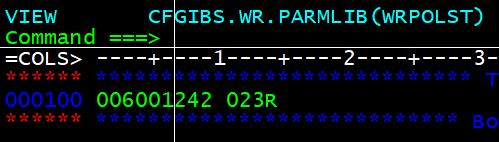 VIEW CFGIBS.WR.PARMLIB(WRPOLST)
Command ===>
=COLS> ----+----1----+----2----+----3-
****** ***************************** T
000100 006001242 023R
****** **************************** Bo